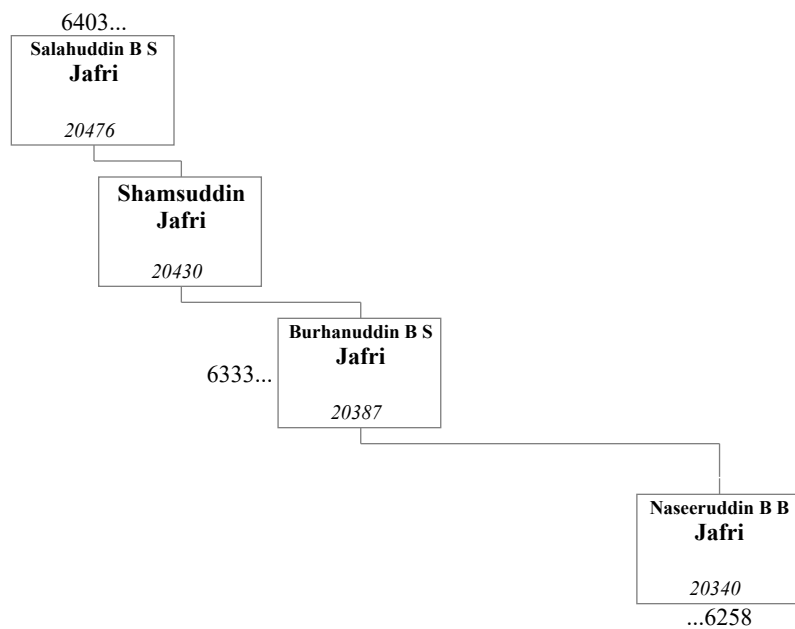 6403...
Salahuddin B S
Jafri
20476
Shamsuddin
Jafri
20430
Burhanuddin B S
Jafri
6333...
20387
Naseeruddin B B
Jafri
20340
...6258